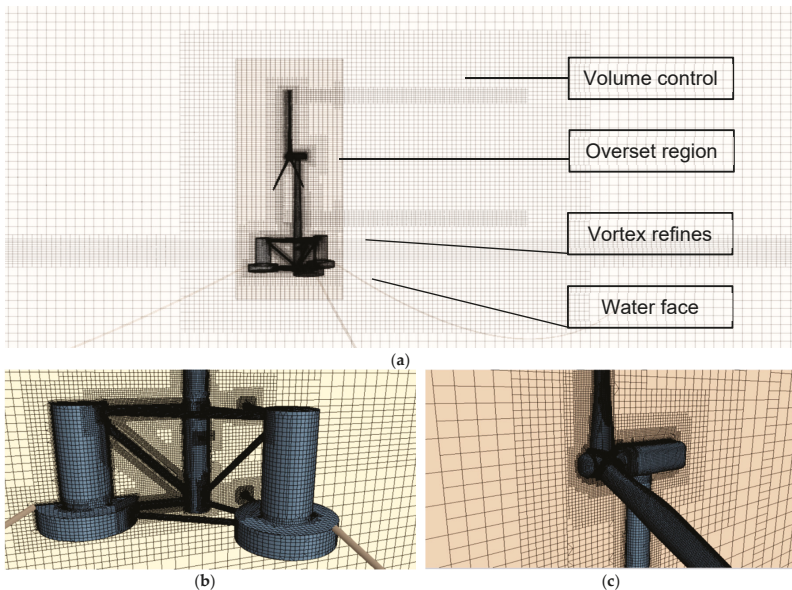 Volume control
Overset region
Vortex refines
Water face
(a)
(b)
(c)